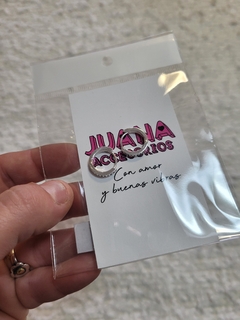 JUANA
ACCESORIOS
Con amor
y buenas vibras